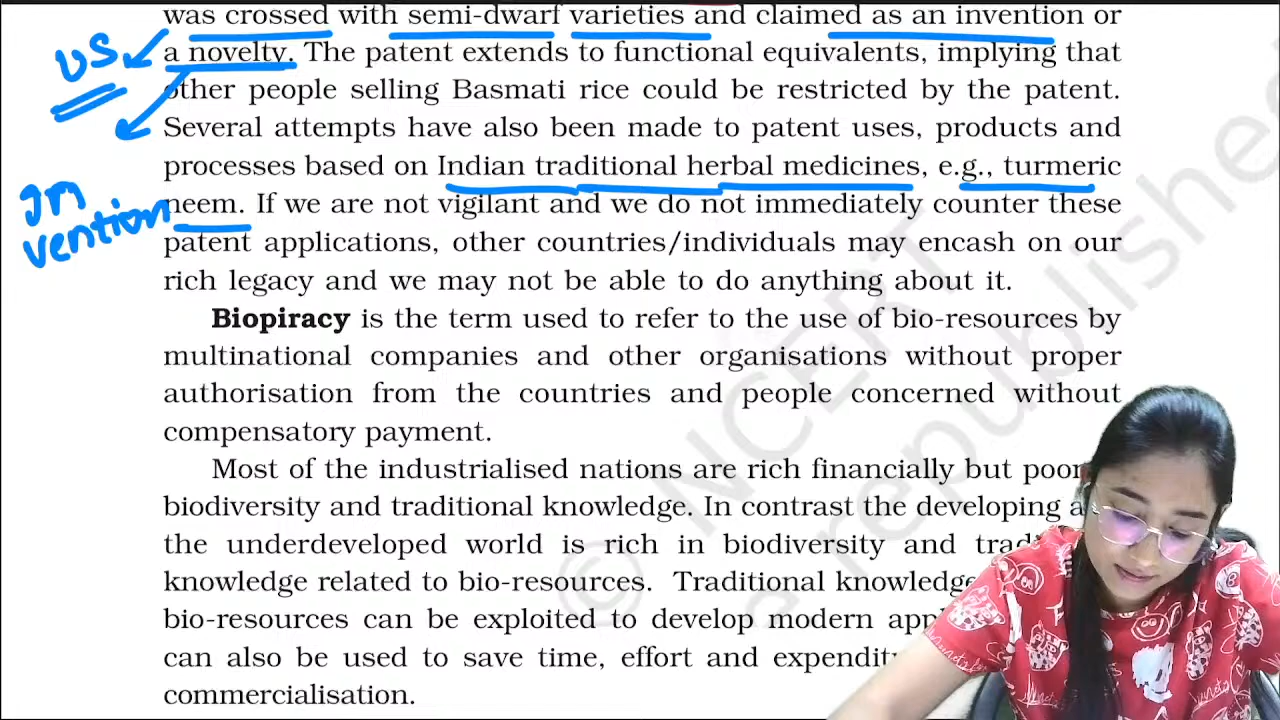 was crossed with semi-dwarf varieties and claimed as an invention or
US a novelty. The patent extends to functional equivalents, implying that
other people selling Basmati rice could be restricted by the patent.
Several attempts have also been made to patent uses, products and
processes based on Indian traditional herbal medicines, e.g., turmeric
In
vention
neem. If we are not vigilant and we do not immediately counter these
patent applications, other countries/individuals may encash on our
rich legacy and we may not be able to do anything about it.
Biopiracy is the term used to refer to the use of bio-resources by
multinational companies and other organisations without proper
authorisation from the countries and people concerned without
compensatory payment.
Most of the industrialised nations are rich financially but poor
biodiversity and traditional knowledge. In contrast the developing
the underdeveloped world is rich in biodiversity and
knowledge related to bio-resources. Traditional knowledge
bio-resources can be exploited to develop modern
can also be used to save time, effort and
commercialisation.
© NCERT
republished